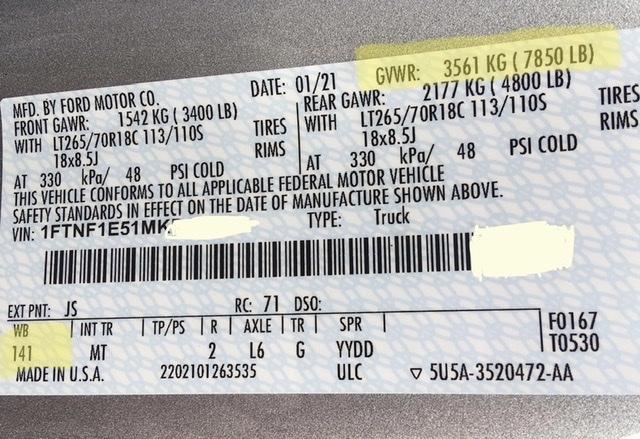 DATE: 01/21 GVWR: 3561 KG ( 7850 LB)
MFD. BY FORD MOTOR CO.
FRONT GAWR: 1542 KG ( 3400 LB) REAR GAWR: 2177 KG ( 4800 LB)
WITH LT265/70R18C 113/110S TIRES WITH LT265/70R18C 113/110S TIRES
18x8.5J RIMS 18x8.5J RIMS
AT 330 kPa/ 48 PSI COLD AT 330 kPa/ 48 PSI COLD
THIS VEHICLE CONFORMS TO ALL APPLICABLE FEDERAL MOTOR VEHICLE
SAFETY STANDARDS IN EFFECT ON THE DATE OF MANUFACTURE SHOWN ABOVE.
VIN: 1FTNF1E51MK TYPE: Truck
EXT PNT: JS RC: 71 DSO:
WB INT TR TP/PS R AXLE TR SPR F0167
141 MT 2 L6 G YYDD T0530
MADE IN U.S.A. 2202101263535 ULC ▽ 5U5A-3520472-AA